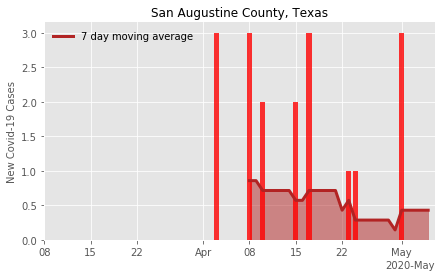 San Augustine County, Texas
7 day moving average
New Covid-19 Cases
3.0
2.5
2.0
1.5
1.0
0.5
0.0
08 15 22 Apr 08 15 22 May
2020-May